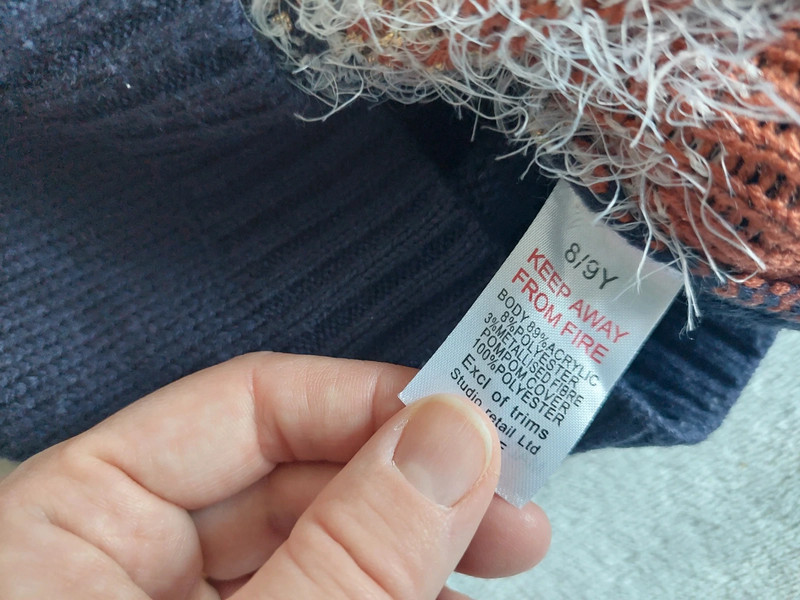 8/9Y
KEEP AWAY
FROM FIRE
BODY 89%ACRYLIC
8%POLYESTER
3%METALLISED FIBRE
POMPOM COVER
100%POLYESTER
Excl of trims
Studio retail Ltd